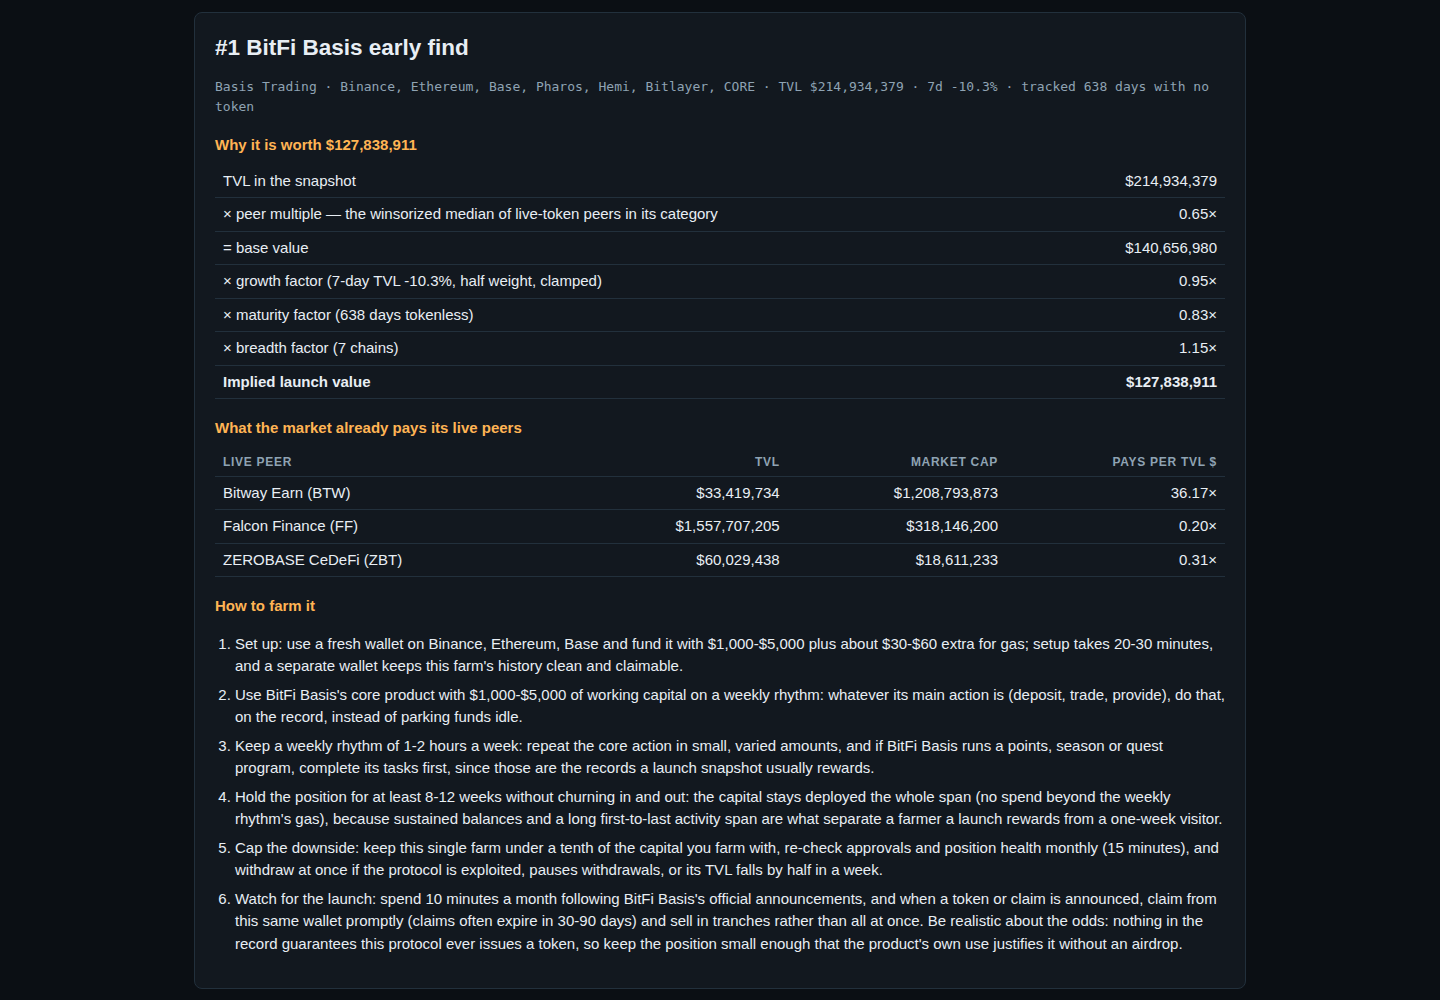 #1 BitFi Basis early find
Basis Trading · Binance, Ethereum, Base, Pharos, Hemi, Bitlayer, CORE · TVL $214,934,379 · 7d -10.3% · tracked 638 days with no
token
Why it is worth $127,838,911
TVL in the snapshot $214,934,379
× peer multiple — the winsorized median of live-token peers in its category 0.65×
= base value $140,656,980
× growth factor (7-day TVL -10.3%, half weight, clamped) 0.95×
× maturity factor (638 days tokenless) 0.83×
× breadth factor (7 chains) 1.15×
Implied launch value $127,838,911
What the market already pays its live peers
LIVE PEER TVL MARKET CAP PAYS PER TVL $
Bitway Earn (BTW) $33,419,734 $1,208,793,873 36.17×
Falcon Finance (FF) $1,557,707,205 $318,146,200 0.20×
ZEROBASE CeDeFi (ZBT) $60,029,438 $18,611,233 0.31×
How to farm it
1. Set up: use a fresh wallet on Binance, Ethereum, Base and fund it with $1,000-$5,000 plus about $30-$60 extra for gas; setup takes 20-30 minutes,
and a separate wallet keeps this farm's history clean and claimable.
2. Use BitFi Basis's core product with $1,000-$5,000 of working capital on a weekly rhythm: whatever its main action is (deposit, trade, provide), do that,
on the record, instead of parking funds idle.
3. Keep a weekly rhythm of 1-2 hours a week: repeat the core action in small, varied amounts, and if BitFi Basis runs a points, season or quest
program, complete its tasks first, since those are the records a launch snapshot usually rewards.
4. Hold the position for at least 8-12 weeks without churning in and out: the capital stays deployed the whole span (no spend beyond the weekly
rhythm's gas), because sustained balances and a long first-to-last activity span are what separate a farmer a launch rewards from a one-week visitor.
5. Cap the downside: keep this single farm under a tenth of the capital you farm with, re-check approvals and position health monthly (15 minutes), and
withdraw at once if the protocol is exploited, pauses withdrawals, or its TVL falls by half in a week.
6. Watch for the launch: spend 10 minutes a month following BitFi Basis's official announcements, and when a token or claim is announced, claim from
this same wallet promptly (claims often expire in 30-90 days) and sell in tranches rather than all at once. Be realistic about the odds: nothing in the
record guarantees this protocol ever issues a token, so keep the position small enough that the product's own use justifies it without an airdrop.